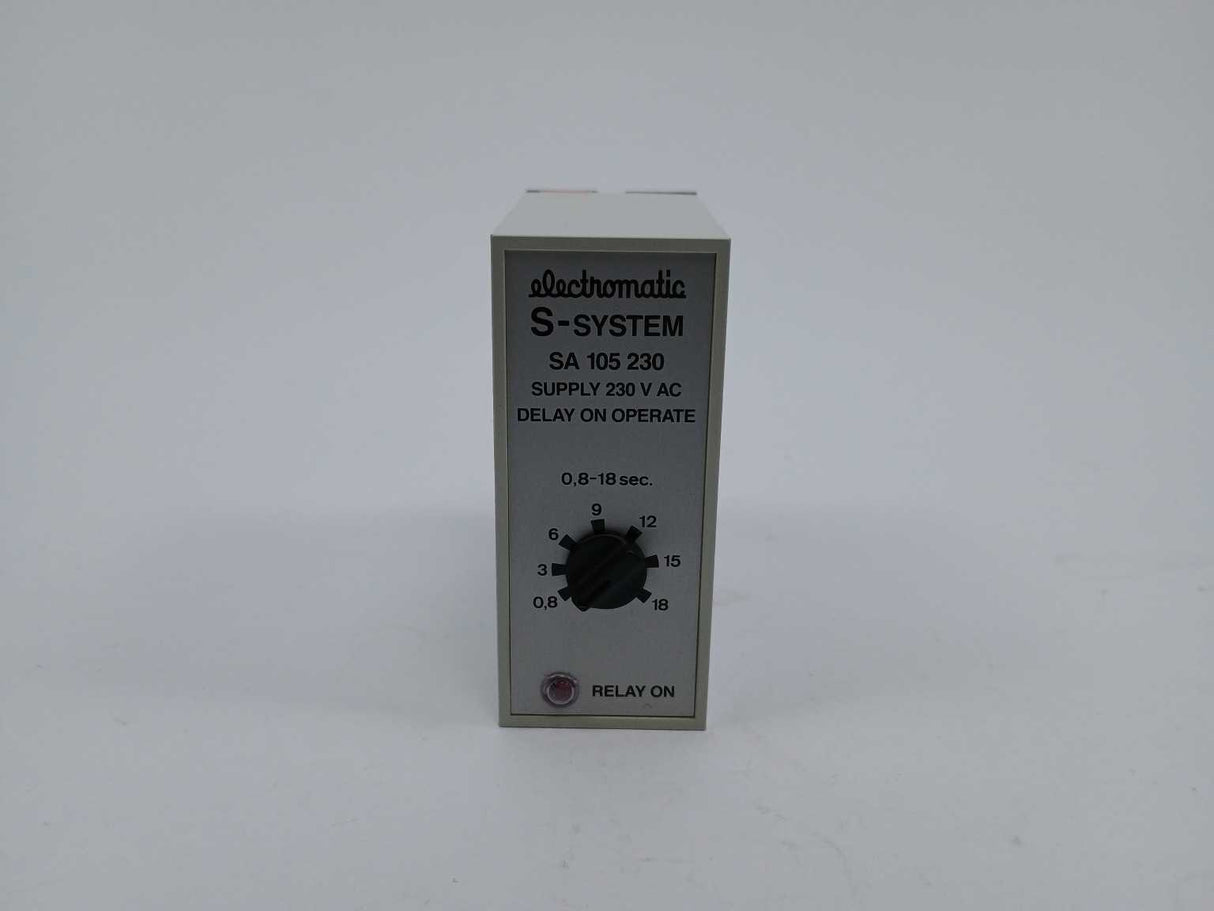 electromatic
S-SYSTEM
SA 105 230
SUPPLY 230 V AC
DELAY ON OPERATE
0,8-18 sec.
9
12
6
15
3
0,8
18
RELAY ON